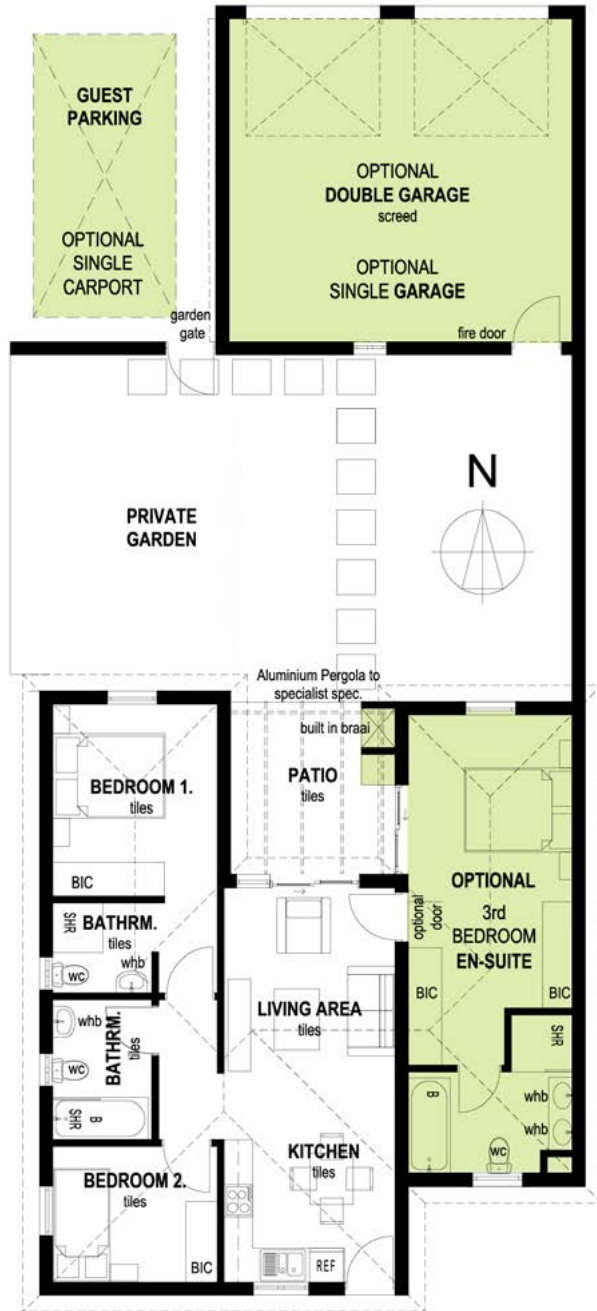 GUEST
PARKING
OPTIONAL
SINGLE
CARPORT
OPTIONAL
DOUBLE GARAGE
screed
OPTIONAL
SINGLE GARAGE
garden
gate
fire door
PRIVATE
GARDEN
N
Aluminium Pergola to
specialist spec.
built in braai
PATIO
tiles
BEDROOM 1.
tiles
BIC
SHR
BATHRM.
tiles
whb
wc
whb
wc
BATHRM.
tiles
SHR
B
BEDROOM 2.
tiles
BIC
LIVING AREA
tiles
KITCHEN
tiles
REF
optional
door
OPTIONAL
3rd
BEDROOM
EN-SUITE
BIC
BIC
SHR
B
whb
whb
wc